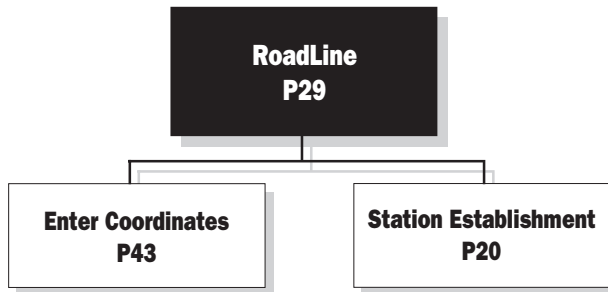 RoadLine
P29
Enter Coordinates
P43
Station Establishment
P20